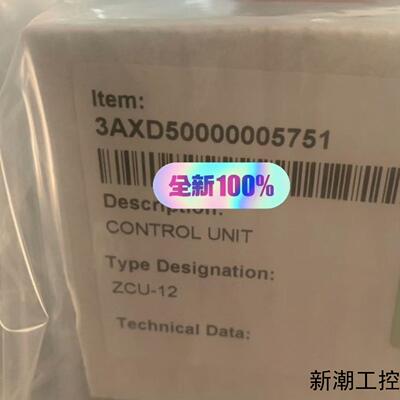 Item:
3AXD50000005751
全新100%
Description:
CONTROL UNIT
Type Designation:
ZCU-12
Technical Data:
新潮工控